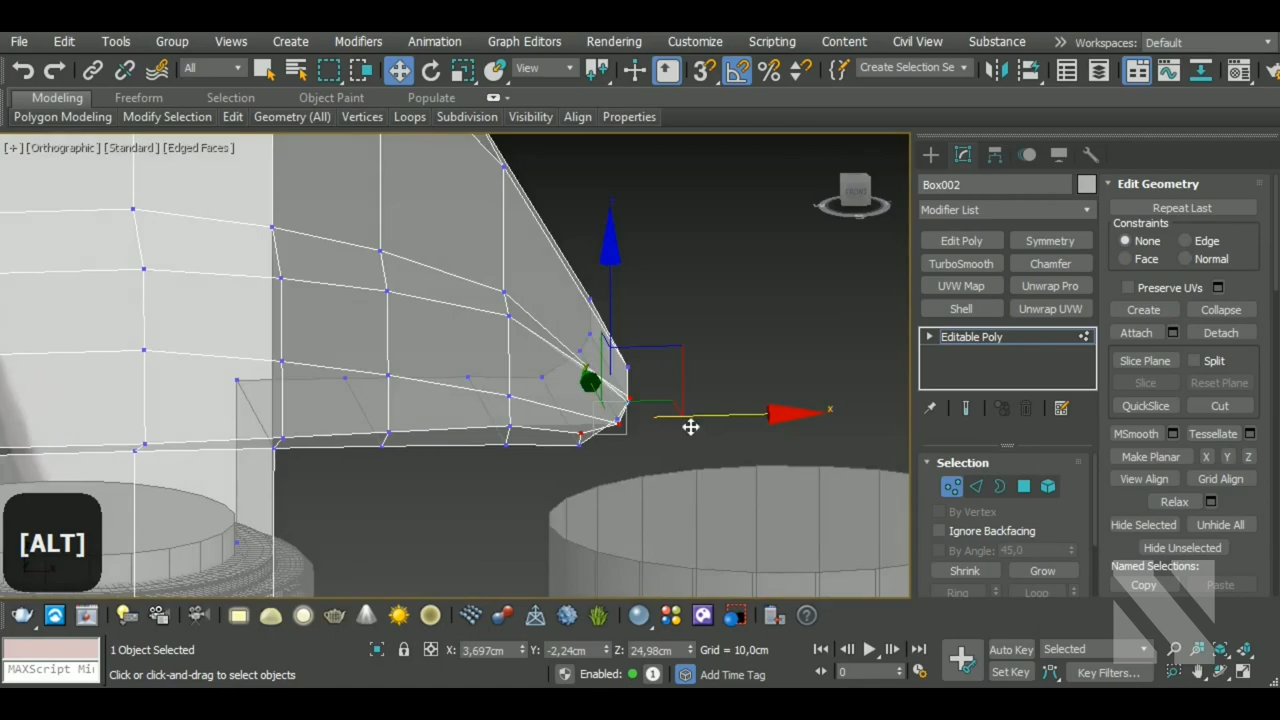 File Edit Tools Group Views Create Modifiers Animation Graph Editors Rendering Customize Scripting Content Civil View Substance Workspaces: Default
All View 3 Create Selection Se
Modeling Freeform Selection Object Paint Populate
Polygon Modeling Modify Selection Edit Geometry (All) Vertices Loops Subdivision Visibility Align Properties
[+] [Orthographic] [Standard] [Edged Faces]
FRONT
x
[ALT]
Box002
Modifier List
Edit Poly Symmetry
TurboSmooth Chamfer
UVW Map Unwrap Pro
Shell Unwrap UVW
Editable Poly
Selection
By Vertex
Ignore Backfacing
By Angle: 45,0
Shrink Grow
Ring Loop
Edit Geometry
Repeat Last
Constraints
None Edge
Face Normal
Preserve UVs
Create Collapse
Attach Detach
Slice Plane Split
Slice Reset Plane
QuickSlice Cut
MSmooth Tessellate
Make Planar X Y Z
View Align Grid Align
Relax
Hide Selected Unhide All
Hide Unselected
Named Selections:
Copy Paste
MAXScript Mi
1 Object Selected
Click or click-and-drag to select objects
X: 3,697cm Y: -2,24cm Z: 24,98cm Grid = 10,0cm
Enabled: 1 Add Time Tag
0
Auto Key Selected
Set Key Key Filters...